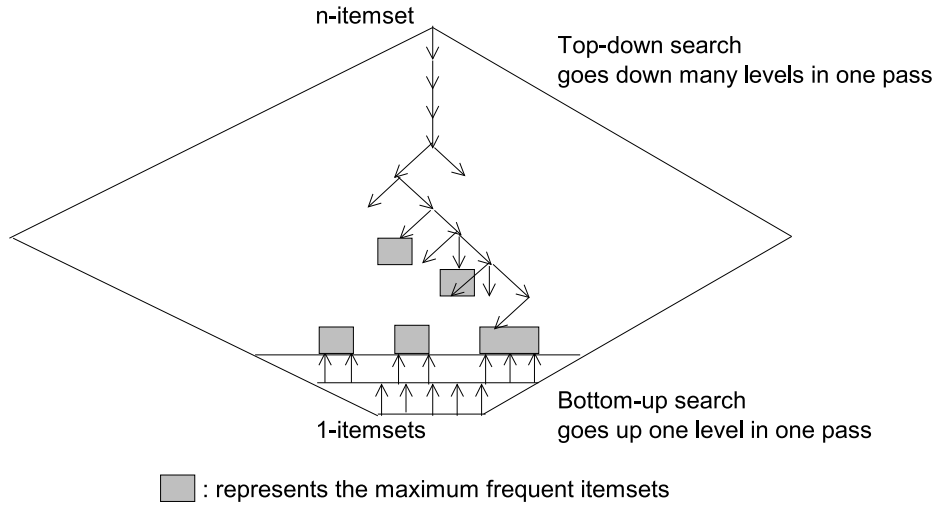 n-itemset
Top-down search
goes down many levels in one pass
Bottom-up search
goes up one level in one pass
1-itemsets
: represents the maximum frequent itemsets